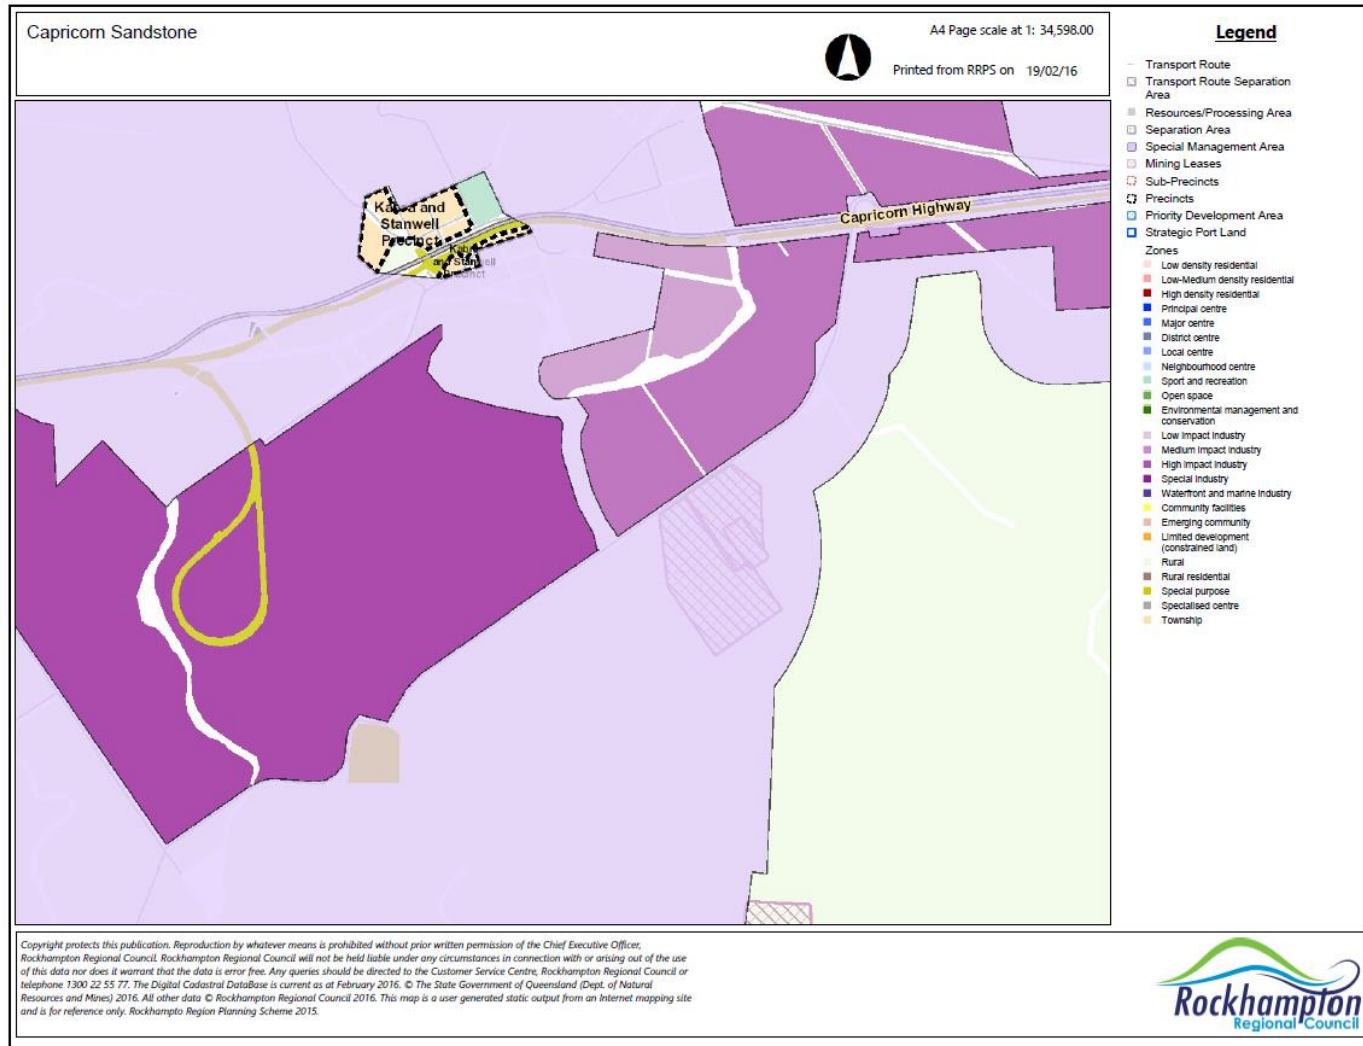 Capricorn Sandstone
A4 Page scale at 1: 34,598.00
Printed from RRPS on 19/02/16
Legend
Transport Route
Transport Route Separation
Area
Resources/Processing Area
Separation Area
Special Management Area
Mining Leases
Sub-Precincts
Precincts
Priority Development Area
Strategic Port Land
Zones
Low density residential
Low-Medium density residential
High density residential
Principal centre
Major centre
District centre
Local centre
Neighbourhood centre
Sport and recreation
Open space
Environmental management and
conservation
Low impact industry
Medium impact industry
High impact industry
Special industry
Waterfront and marine industry
Community facilities
Emerging community
Limited development
(constrained land)
Rural
Rural residential
Special purpose
Specialised centre
Township
Kabra and
Stanwell
Precinct
Kabra
and Stanwell
Precinct
Capricorn Highway
Copyright protects this publication. Reproduction by whatever means is prohibited without prior written permission of the Chief Executive Officer,
Rockhampton Regional Council. Rockhampton Regional Council will not be held liable under any circumstances in connection with or arising out of the use
of this data nor does it warrant that the data is error free. Any queries should be directed to the Customer Service Centre, Rockhampton Regional Council or
telephone 1300 22 55 77. The Digital Cadastral DataBase is current as at February 2016. © The State Government of Queensland (Dept. of Natural
Resources and Mines) 2016. All other data © Rockhampton Regional Council 2016. This map is a user generated static output from an Internet mapping site
and is for reference only. Rockhampto Region Planning Scheme 2015.
Rockhampton
Regional Council